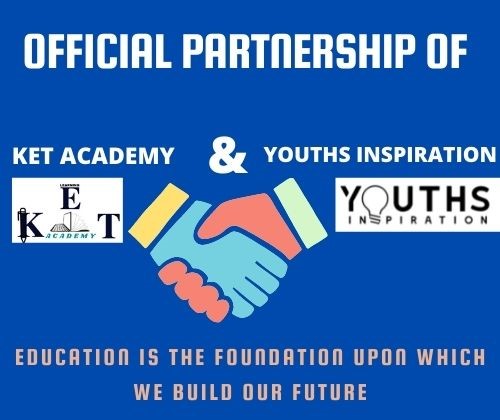 OFFICIAL PARTNERSHIP OF
KET ACADEMY & YOUTHS INSPIRATION
LEARNING
K E T
ACADEMY
YOUTHS
INSPIRATION
EDUCATION IS THE FOUNDATION UPON WHICH
WE BUILD OUR FUTURE